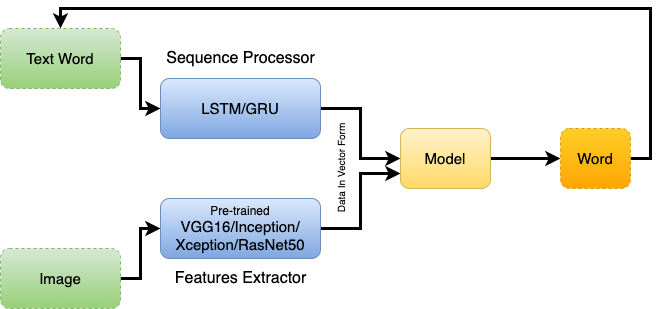 Text Word
Sequence Processor
LSTM/GRU
Data In Vector Form
Model
Word
Pre-trained
VGG16/Inception/
Xception/RasNet50
Image
Features Extractor